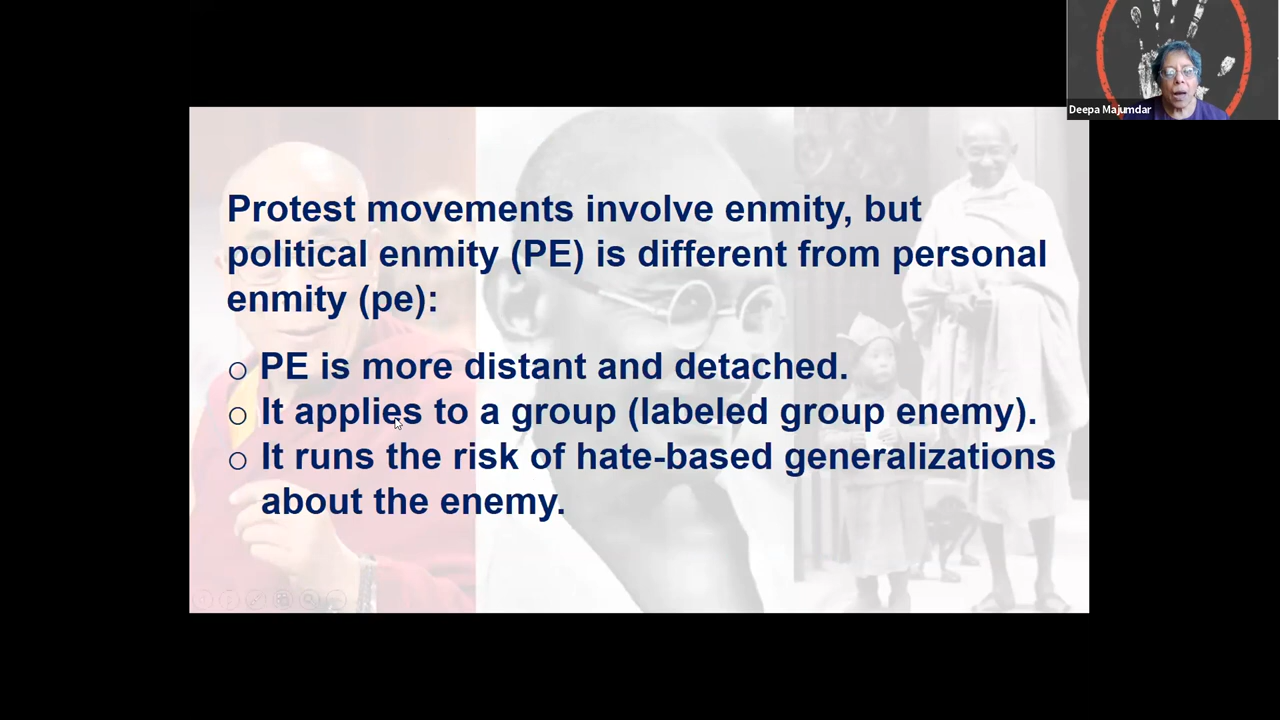 Deepa Majumdar
Protest movements involve enmity, but
political enmity (PE) is different from personal
enmity (pe):
○ PE is more distant and detached.
○ It applies to a group (labeled group enemy).
○ It runs the risk of hate-based generalizations
about the enemy.